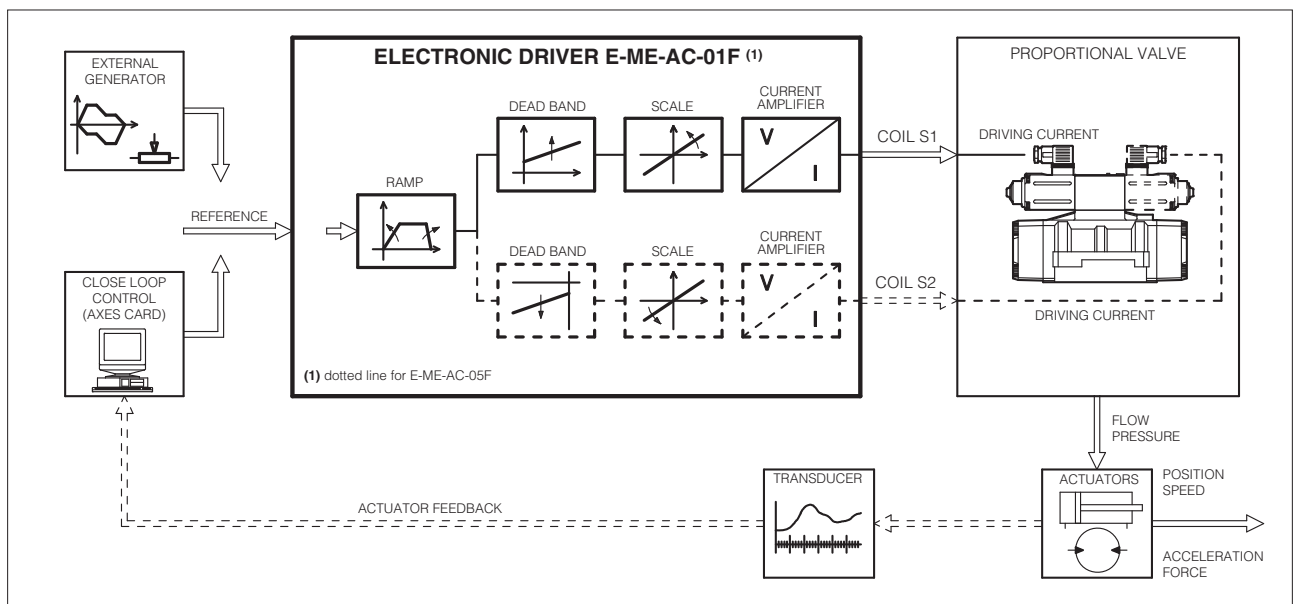 EXTERNAL
GENERATOR
ELECTRONIC DRIVER E-ME-AC-01F (1)
PROPORTIONAL VALVE
DEAD BAND
SCALE
CURRENT
AMPLIFIER
V
I
COIL S1
DRIVING CURRENT
RAMP
REFERENCE
CLOSE LOOP
CONTROL
(AXES CARD)
DEAD BAND
SCALE
CURRENT
AMPLIFIER
V
I
COIL S2
DRIVING CURRENT
(1) dotted line for E-ME-AC-05F
FLOW
PRESSURE
TRANSDUCER
ACTUATORS
POSITION
SPEED
ACTUATOR FEEDBACK
ACCELERATION
FORCE